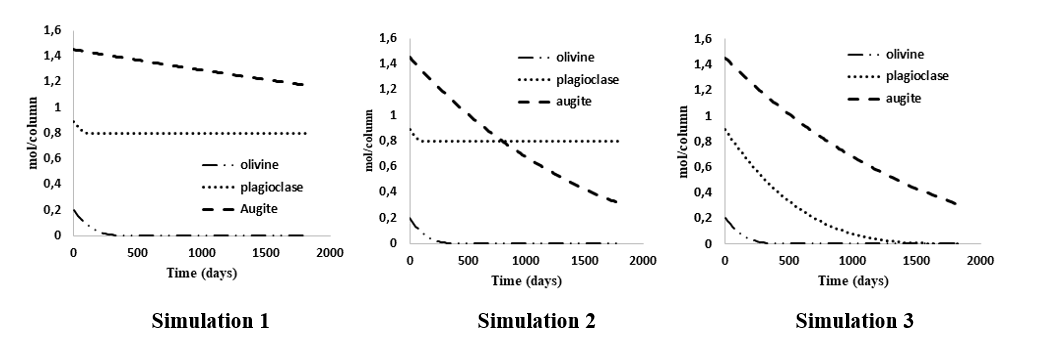 1,6
1,4
1,2
1
0,8
0,6
0,4
0,2
0
mol/column
olivine
plagioclase
Augite
0 500 1000 1500 2000
Time (days)
Simulation 1
1,6
1,4
1,2
1
0,8
0,6
0,4
0,2
0
mol/column
olivine
plagioclase
augite
0 500 1000 1500 2000
Time (days)
Simulation 2
1,6
1,4
1,2
1
0,8
0,6
0,4
0,2
0
mol/column
olivine
plagioclase
augite
0 500 1000 1500 2000
Time (days)
Simulation 3